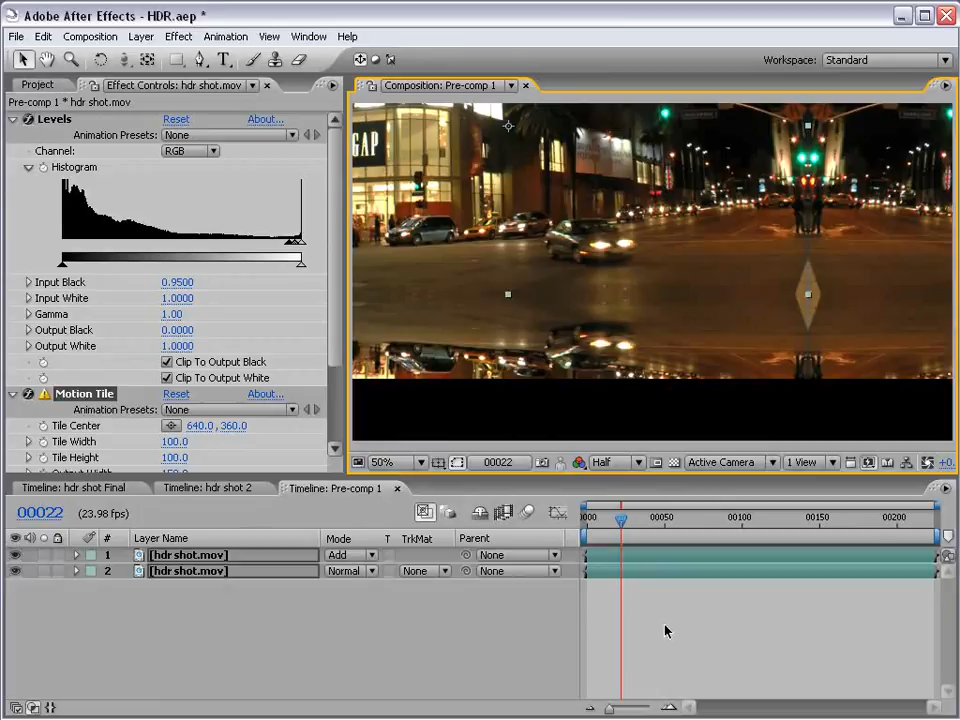 Adobe After Effects - HDR.aep *
File Edit Composition Layer Effect Animation View Window Help
Workspace: Standard
Project Effect Controls: hdr shot.mov
Composition: Pre-comp 1
Pre-comp 1 * hdr shot.mov
Levels Reset About...
Animation Presets: None
Channel: RGB
Histogram
Input Black 0.9500
Input White 1.0000
Gamma 1.00
Output Black 0.0000
Output White 1.0000
Clip To Output Black
Clip To Output White
Motion Tile Reset About...
Animation Presets: None
Tile Center 640.0, 360.0
Tile Width 100.0
Tile Height 100.0
GAP
50% 00022 Half Active Camera 1 View +0.
Timeline: hdr shot Final Timeline: hdr shot 2 Timeline: Pre-comp 1
00022 (23.98 fps)
0000 00050 00100 00150 00200
# Layer Name Mode T TrkMat Parent
1 [hdr shot.mov] Add None
2 [hdr shot.mov] Normal None None